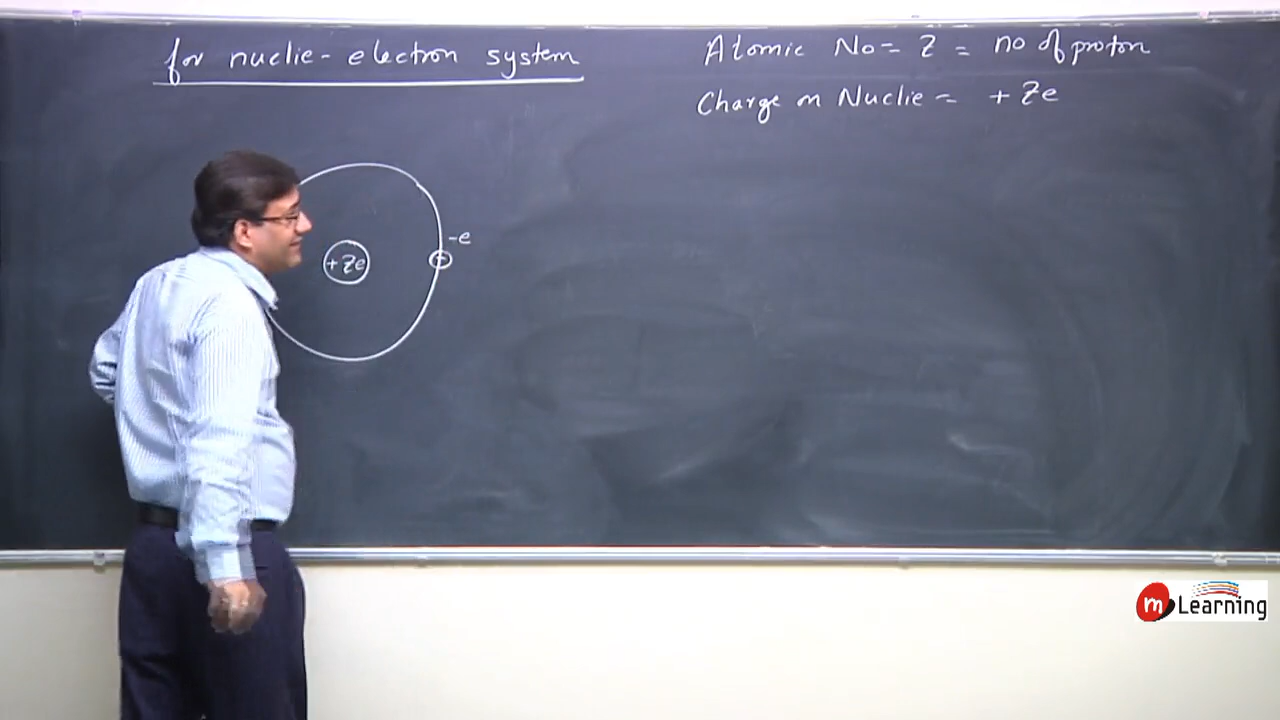 for nuclie - electron system
Atomic No = Z = no of proton
Charge on Nuclie = + Ze
+ Ze
-e
m Learning